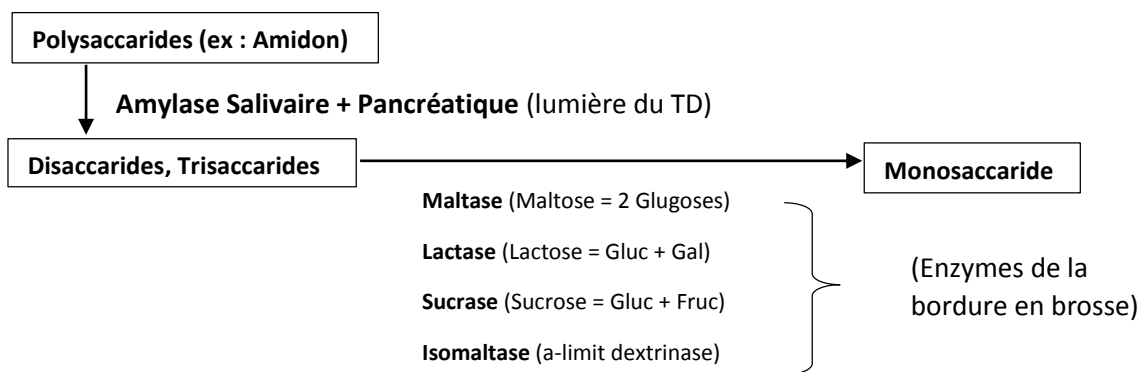 Polysaccarides (ex : Amidon)
Amylase Salivaire + Pancréatique (lumière du TD)
Disaccarides, Trisaccarides
Monosaccaride
Maltase (Maltose = 2 Glugoses)
Lactase (Lactose = Gluc + Gal)
Sucrase (Sucrose = Gluc + Fruc)
Isomaltase (a-limit dextrinase)
(Enzymes de la
bordure en brosse)